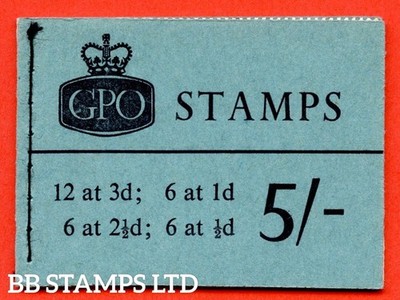 GPO STAMPS
12 at 3d; 6 at 1d
6 at 2½d; 6 at ½d
5/-
BB STAMPS LTD